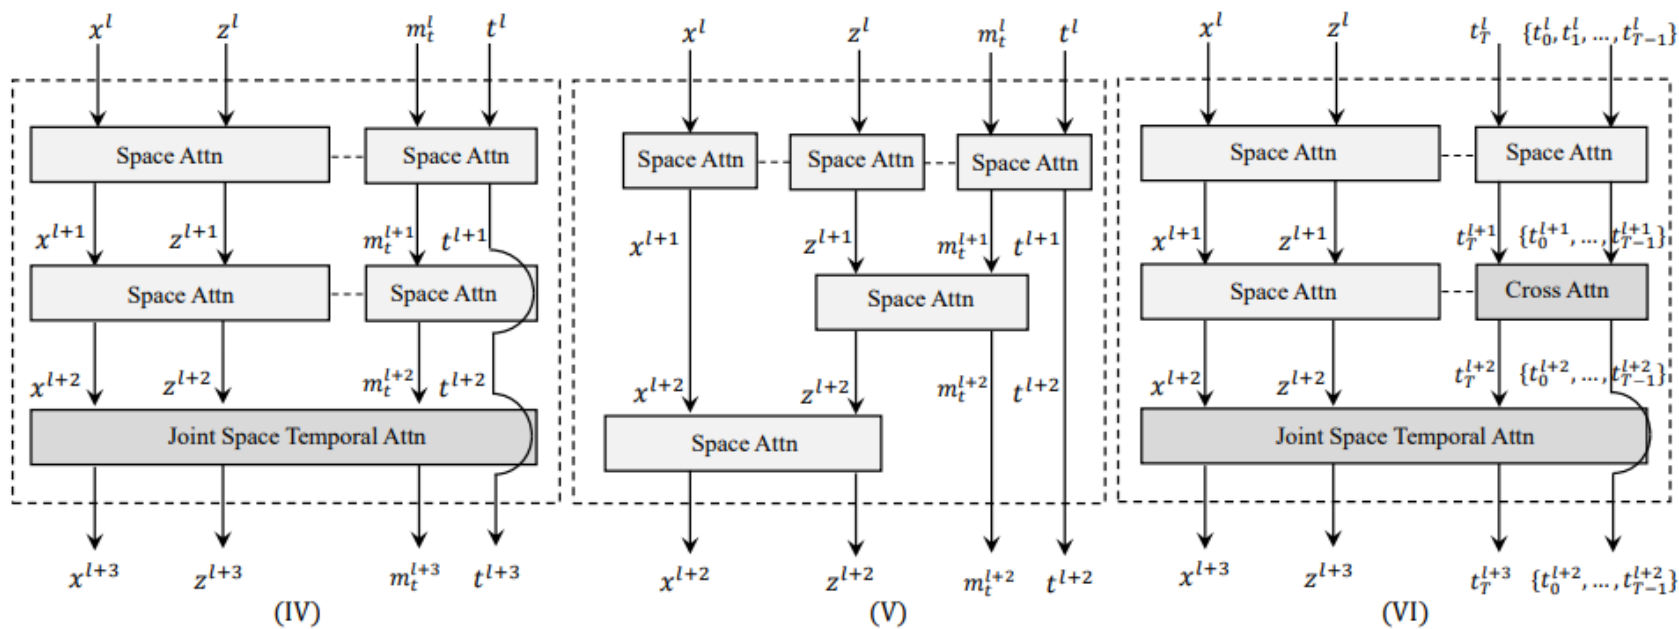 x^l z^l m_t^l t^l
Space Attn Space Attn
x^{l+1} z^{l+1} m_t^{l+1} t^{l+1}
Space Attn Space Attn
x^{l+2} z^{l+2} m_t^{l+2} t^{l+2}
Joint Space Temporal Attn
x^{l+3} z^{l+3} m_t^{l+3} t^{l+3}
(IV)
x^l z^l m_t^l t^l
Space Attn Space Attn Space Attn
x^{l+1} z^{l+1} m_t^{l+1} t^{l+1}
Space Attn
z^{l+2} m_t^{l+2} t^{l+2}
x^{l+2}
Space Attn
x^{l+2} z^{l+2} m_t^{l+2} t^{l+2}
(V)
x^l z^l t_T^l {t_0^l, t_1^l, ..., t_{T-1}^l}
Space Attn Space Attn
x^{l+1} z^{l+1} t_T^{l+1} {t_0^{l+1}, ..., t_{T-1}^{l+1}}
Space Attn Cross Attn
x^{l+2} z^{l+2} t_T^{l+2} {t_0^{l+2}, ..., t_{T-1}^{l+2}}
Joint Space Temporal Attn
x^{l+3} z^{l+3} t_T^{l+3} {t_0^{l+2}, ..., t_{T-1}^{l+2}}
(VI)